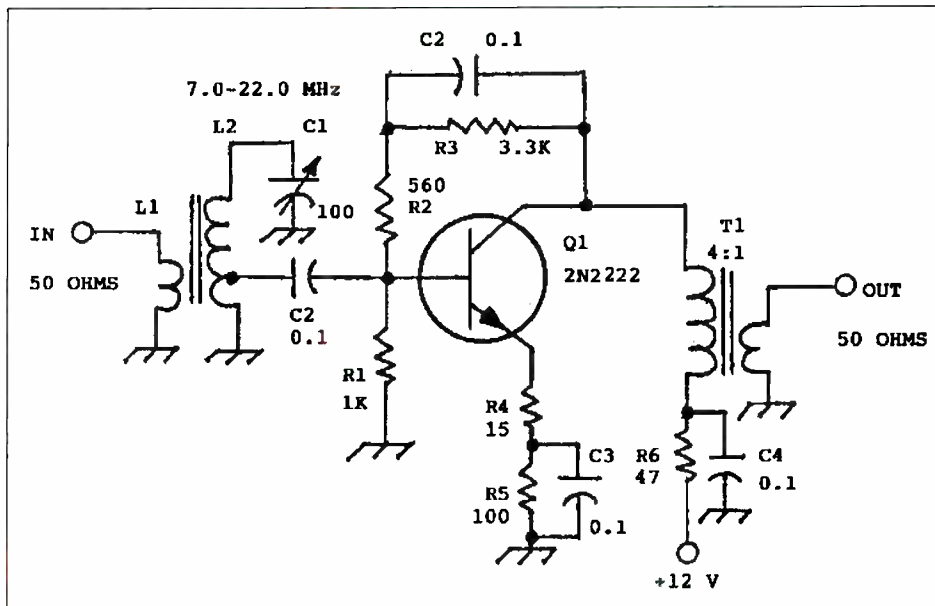 C2 0.1
7.0-22.0 MHz
L2 C1
R3 3.3K
560
R2
100
L1
IN
50 OHMS
Q1
2N2222
T1
4:1
OUT
50 OHMS
C2
0.1
R1
1K
R4
15
R5
100
C3
0.1
R6
47
C4
0.1
+12 V